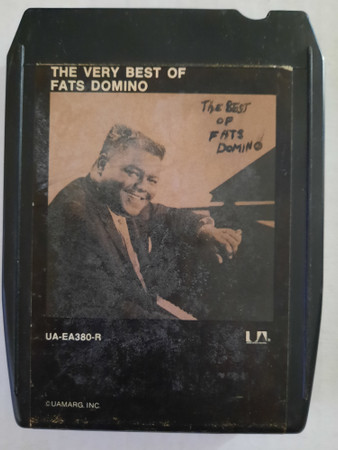 THE VERY BEST OF
FATS DOMINO
THE BEST
OF
FATS
DOMINO
UA-EA380-R
UA
©UAMARG, INC.